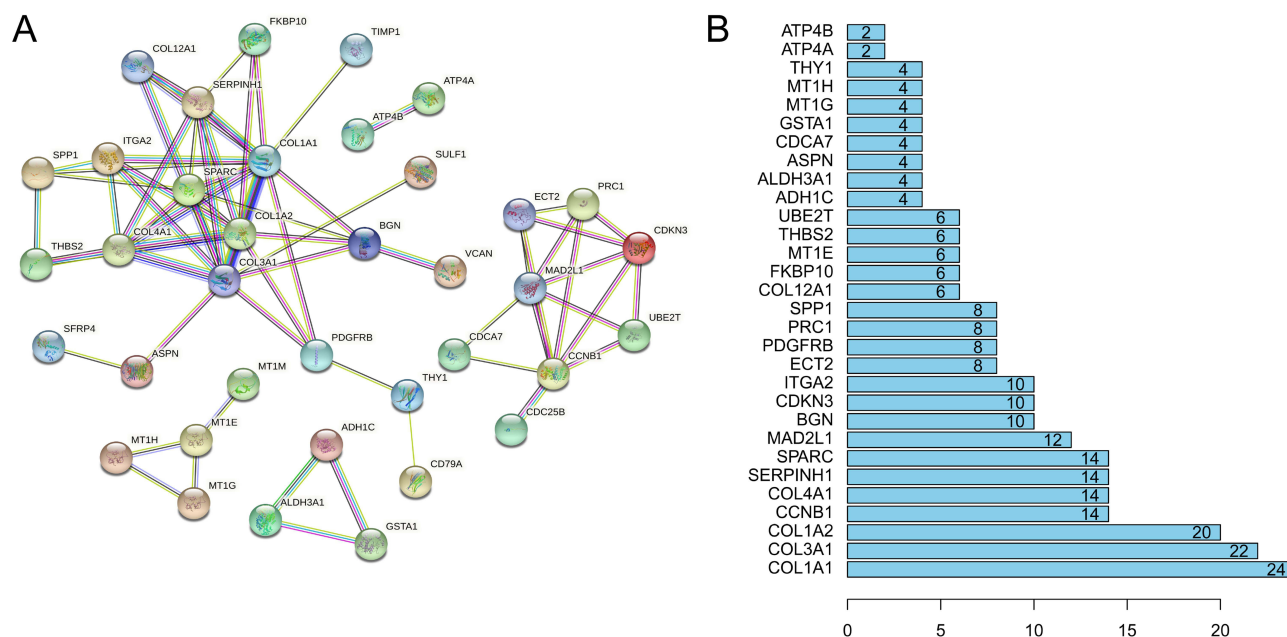 A
FKBP10
TIMP1
COL12A1
SERPINH1
ATP4A
ATP4B
COL1A1
ITGA2
SPP1
SPARC
SULF1
COL1A2
BGN
COL4A1
THBS2
COL3A1
VCAN
ECT2
PRC1
CDKN3
MAD2L1
UBE2T
CDCA7
CCNB1
CDC25B
SFRP4
ASPN
PDGFRB
MT1M
THY1
MT1E
MT1H
MT1G
ADH1C
CD79A
ALDH3A1
GSTA1
B
ATP4B 2
ATP4A 2
THY1 4
MT1H 4
MT1G 4
GSTA1 4
CDCA7 4
ASPN 4
ALDH3A1 4
ADH1C 4
UBE2T 6
THBS2 6
MT1E 6
FKBP10 6
COL12A1 6
SPP1 8
PRC1 8
PDGFRB 8
ECT2 8
ITGA2 10
CDKN3 10
BGN 10
MAD2L1 12
SPARC 14
SERPINH1 14
COL4A1 14
CCNB1 14
COL1A2 20
COL3A1 22
COL1A1 24
0 5 10 15 20